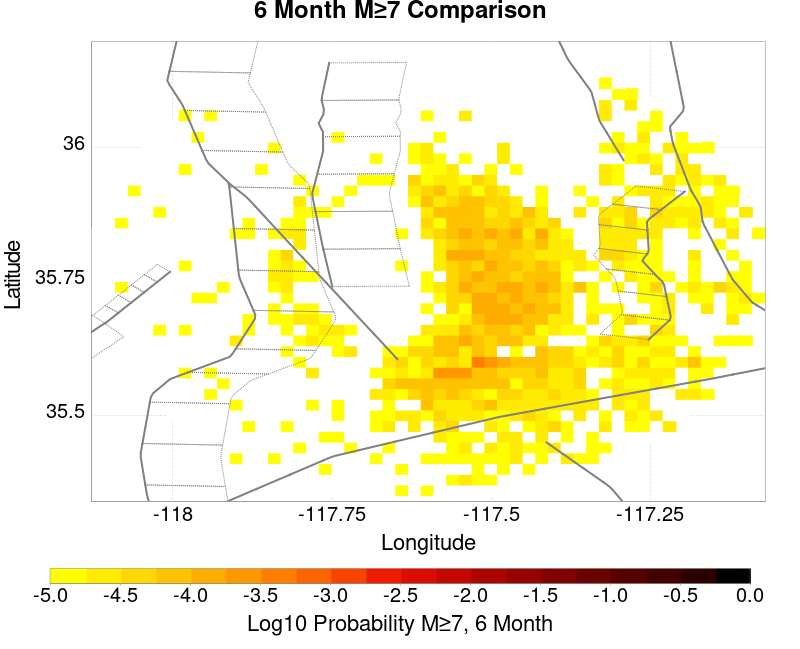 6 Month M≥7 Comparison
36
35.75
35.5
Latitude
-118 -117.75 -117.5 -117.25
Longitude
-5.0 -4.5 -4.0 -3.5 -3.0 -2.5 -2.0 -1.5 -1.0 -0.5 0.0
Log10 Probability M≥7, 6 Month